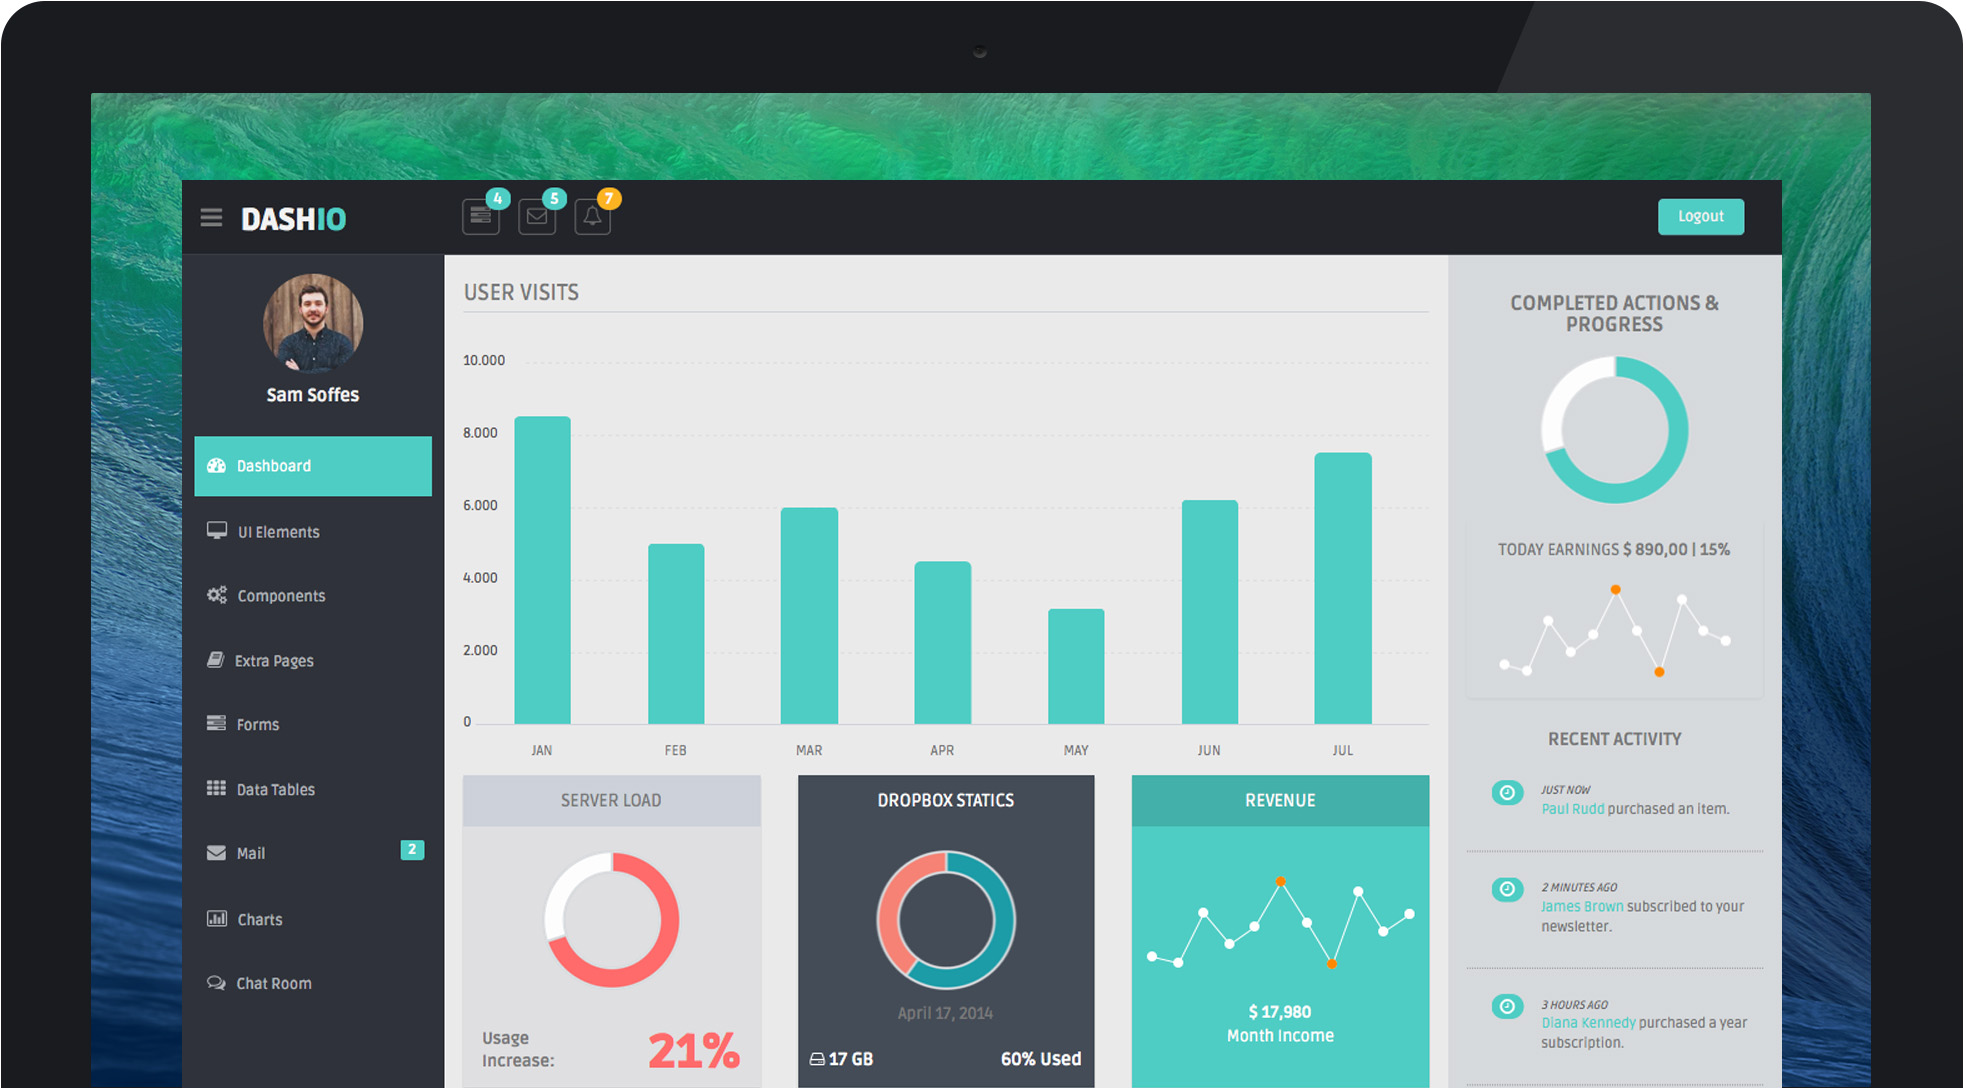 DASHIO
4
5
7
Logout
Sam Soffes
Dashboard
UI Elements
Components
Extra Pages
Forms
Data Tables
Mail
2
Charts
Chat Room
USER VISITS
10.000
8.000
6.000
4.000
2.000
0
JAN FEB MAR APR MAY JUN JUL
SERVER LOAD
Usage
Increase:
21%
DROPBOX STATICS
April 17, 2014
17 GB
60% Used
REVENUE
$ 17,980
Month Income
COMPLETED ACTIONS &
PROGRESS
TODAY EARNINGS $ 890,00 | 15%
RECENT ACTIVITY
JUST NOW
Paul Rudd purchased an item.
2 MINUTES AGO
James Brown subscribed to your
newsletter.
3 HOURS AGO
Diana Kennedy purchased a year
subscription.